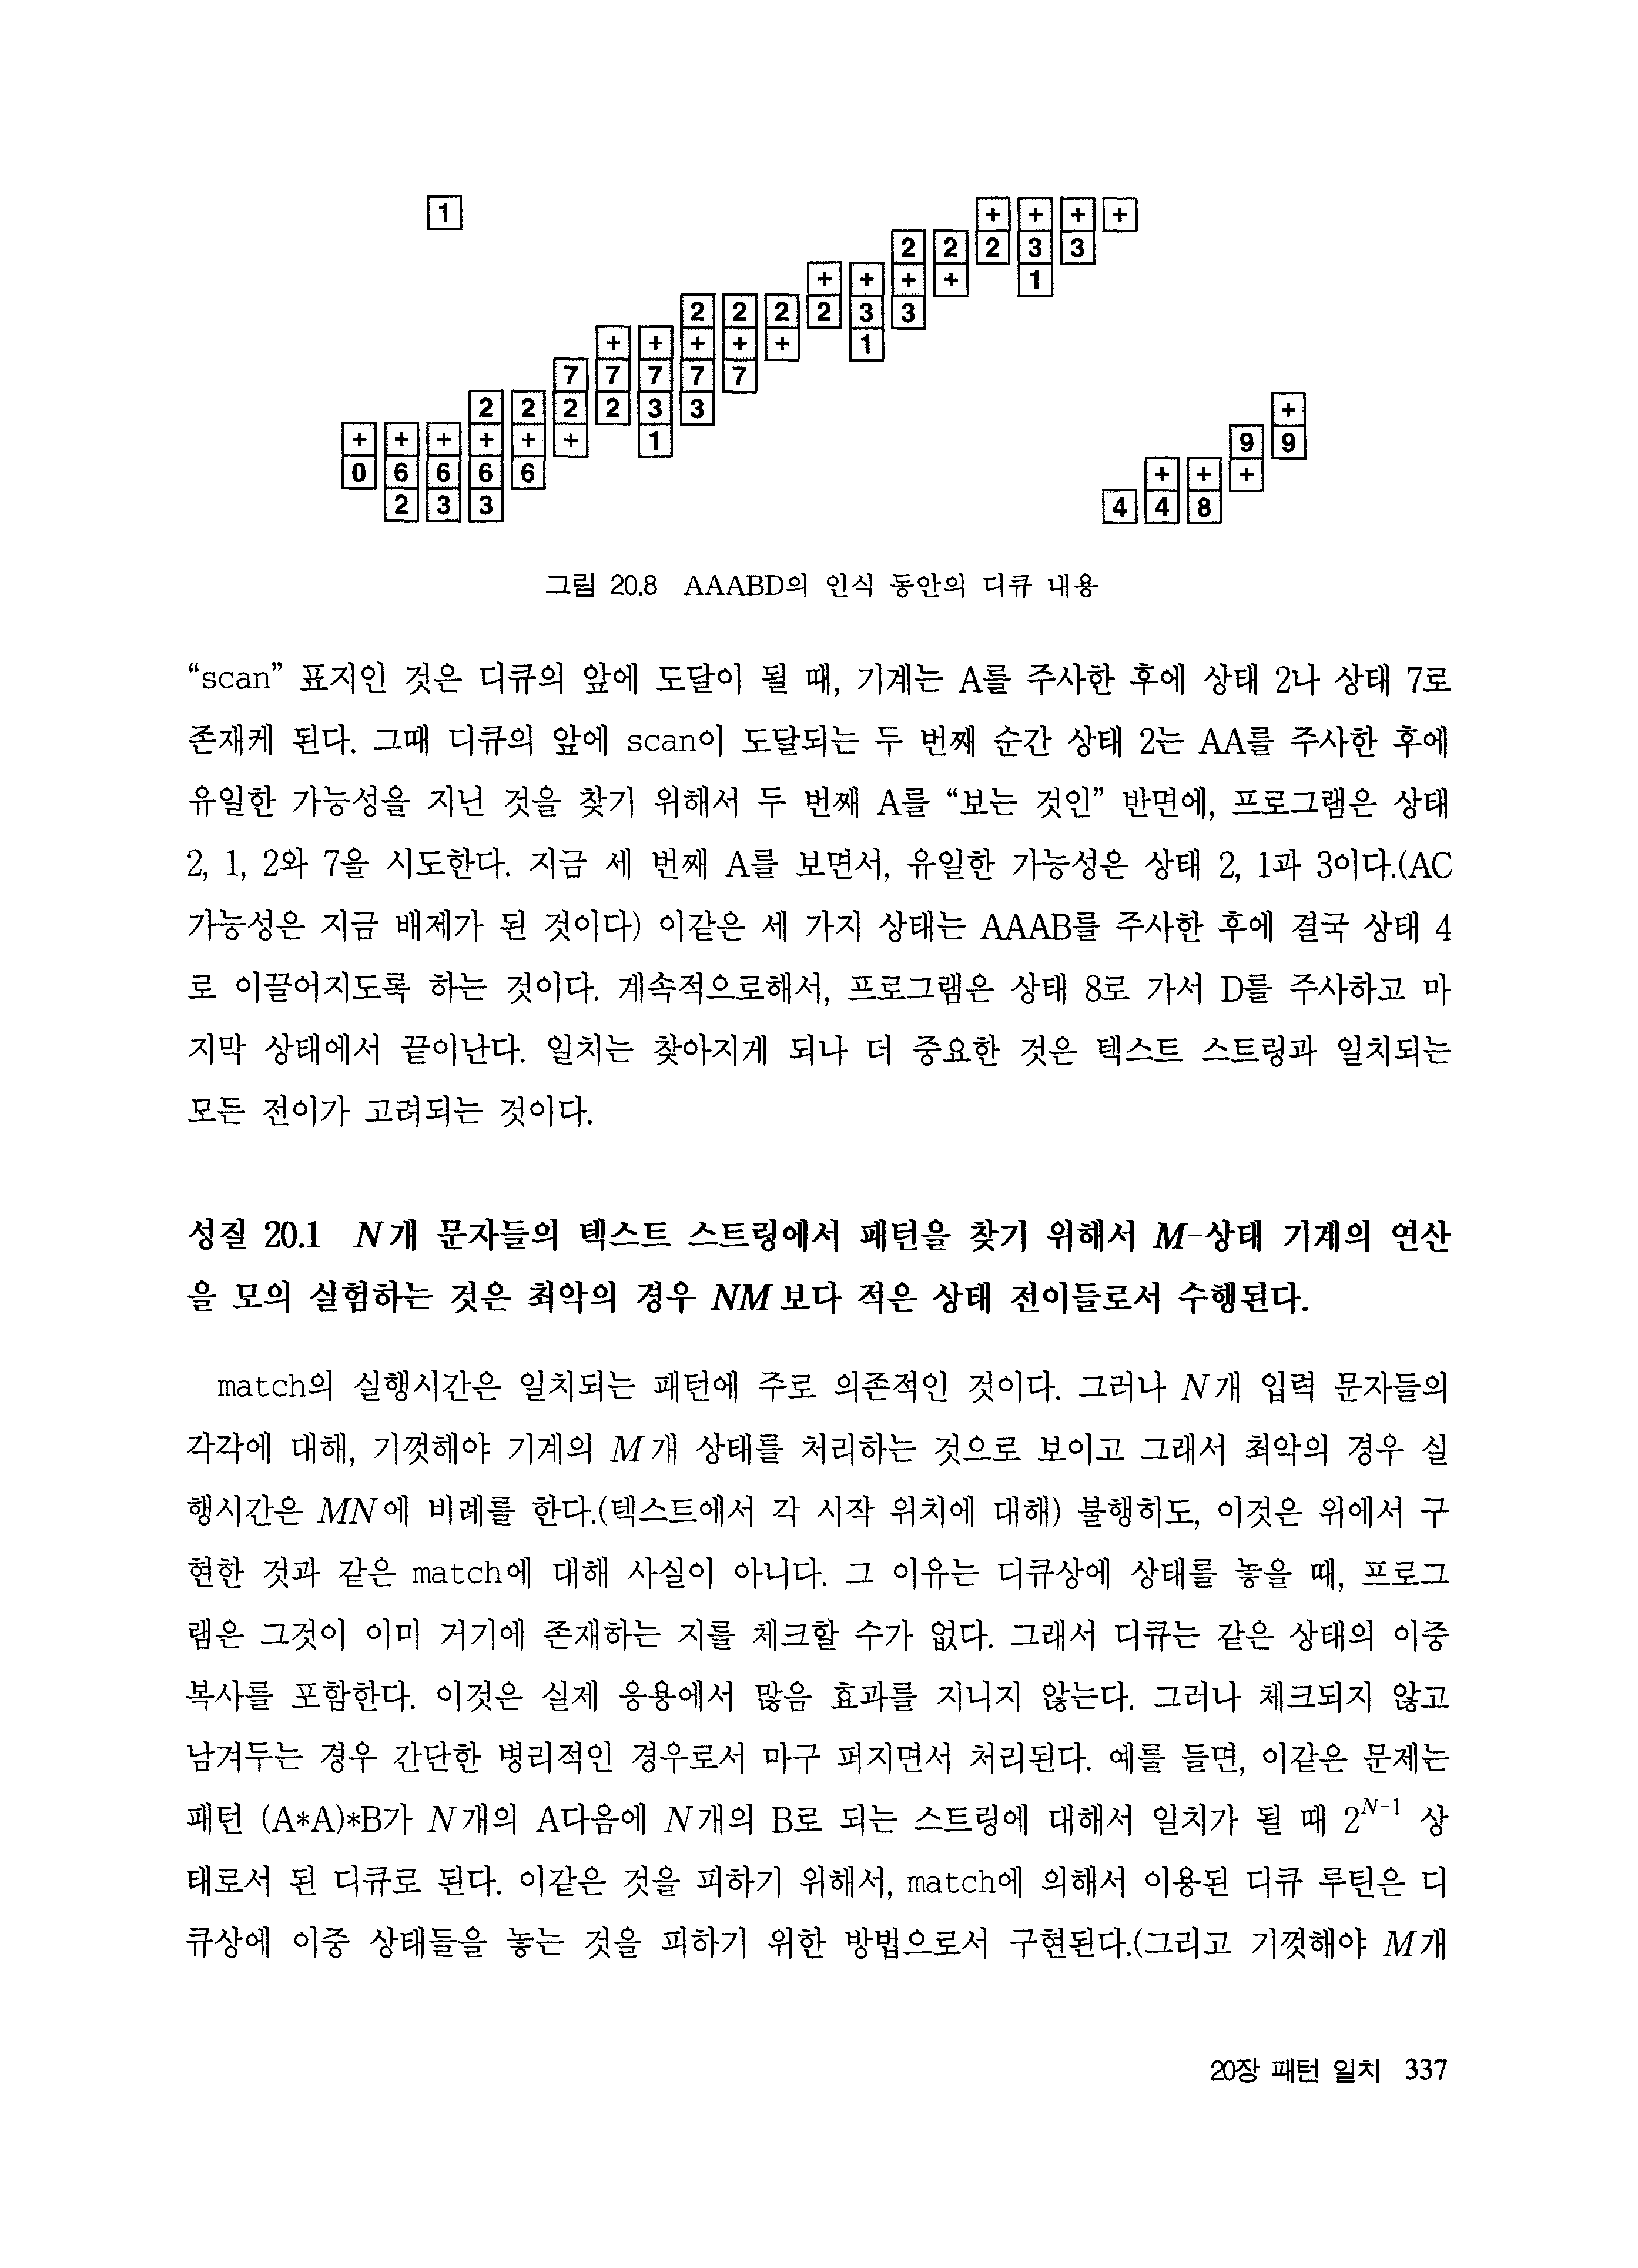 1 + + + +
2 2 2 3 3
+ + + + 1
2 2 2 2 3 3
+ + + + + 1
7 7 7 7 7
2 2 2 2 3 3 +
+ + + + + + 1 9 9
0 6 6 6 6 + + +
2 3 3 4 4 8
그림 20.8 AAABD의 인식 동안의 디큐 내용
“scan” 표지인 것은 디큐의 앞에 도달이 될 때, 기계는 A를 주사한 후에 상태 2나 상태 7로
존재케 된다. 그때 디큐의 앞에 scan이 도달되는 두 번째 순간 상태 2는 AA를 주사한 후에
유일한 가능성을 지닌 것을 찾기 위해서 두 번째 A를 “보는 것인” 반면에, 프로그램은 상태
2, 1, 2와 7을 시도한다. 지금 세 번째 A를 보면서, 유일한 가능성은 상태 2, 1과 3이다.(AC
가능성은 지금 배제가 된 것이다) 이같은 세 가지 상태는 AAAB를 주사한 후에 결국 상태 4
로 이끌어지도록 하는 것이다. 계속적으로해서, 프로그램은 상태 8로 가서 D를 주사하고 마
지막 상태에서 끝이난다. 일치는 찾아지게 되나 더 중요한 것은 텍스트 스트링과 일치되는
모든 전이가 고려되는 것이다.
성질 20.1 N개 문자들의 텍스트 스트링에서 패턴을 찾기 위해서 M-상태 기계의 연산
을 모의 실험하는 것은 최악의 경우 NM보다 적은 상태 전이들로서 수행된다.
match의 실행시간은 일치되는 패턴에 주로 의존적인 것이다. 그러나 N개 입력 문자들의
각각에 대해, 기껏해야 기계의 M개 상태를 처리하는 것으로 보이고 그래서 최악의 경우 실
행시간은 MN에 비례를 한다.(텍스트에서 각 시작 위치에 대해) 불행히도, 이것은 위에서 구
현한 것과 같은 match에 대해 사실이 아니다. 그 이유는 디큐상에 상태를 놓을 때, 프로그
램은 그것이 이미 거기에 존재하는 지를 체크할 수가 없다. 그래서 디큐는 같은 상태의 이중
복사를 포함한다. 이것은 실제 응용에서 많음 효과를 지니지 않는다. 그러나 체크되지 않고
남겨두는 경우 간단한 병리적인 경우로서 마구 퍼지면서 처리된다. 예를 들면, 이같은 문제는
패턴 (A*A)*B가 N개의 A다음에 N개의 B로 되는 스트링에 대해서 일치가 될 때 2^{N-1} 상
태로서 된 디큐로 된다. 이같은 것을 피하기 위해서, match에 의해서 이용된 디큐 루틴은 디
큐상에 이중 상태들을 놓는 것을 피하기 위한 방법으로서 구현된다.(그리고 기껏해야 M개
20장 패턴 일치 337